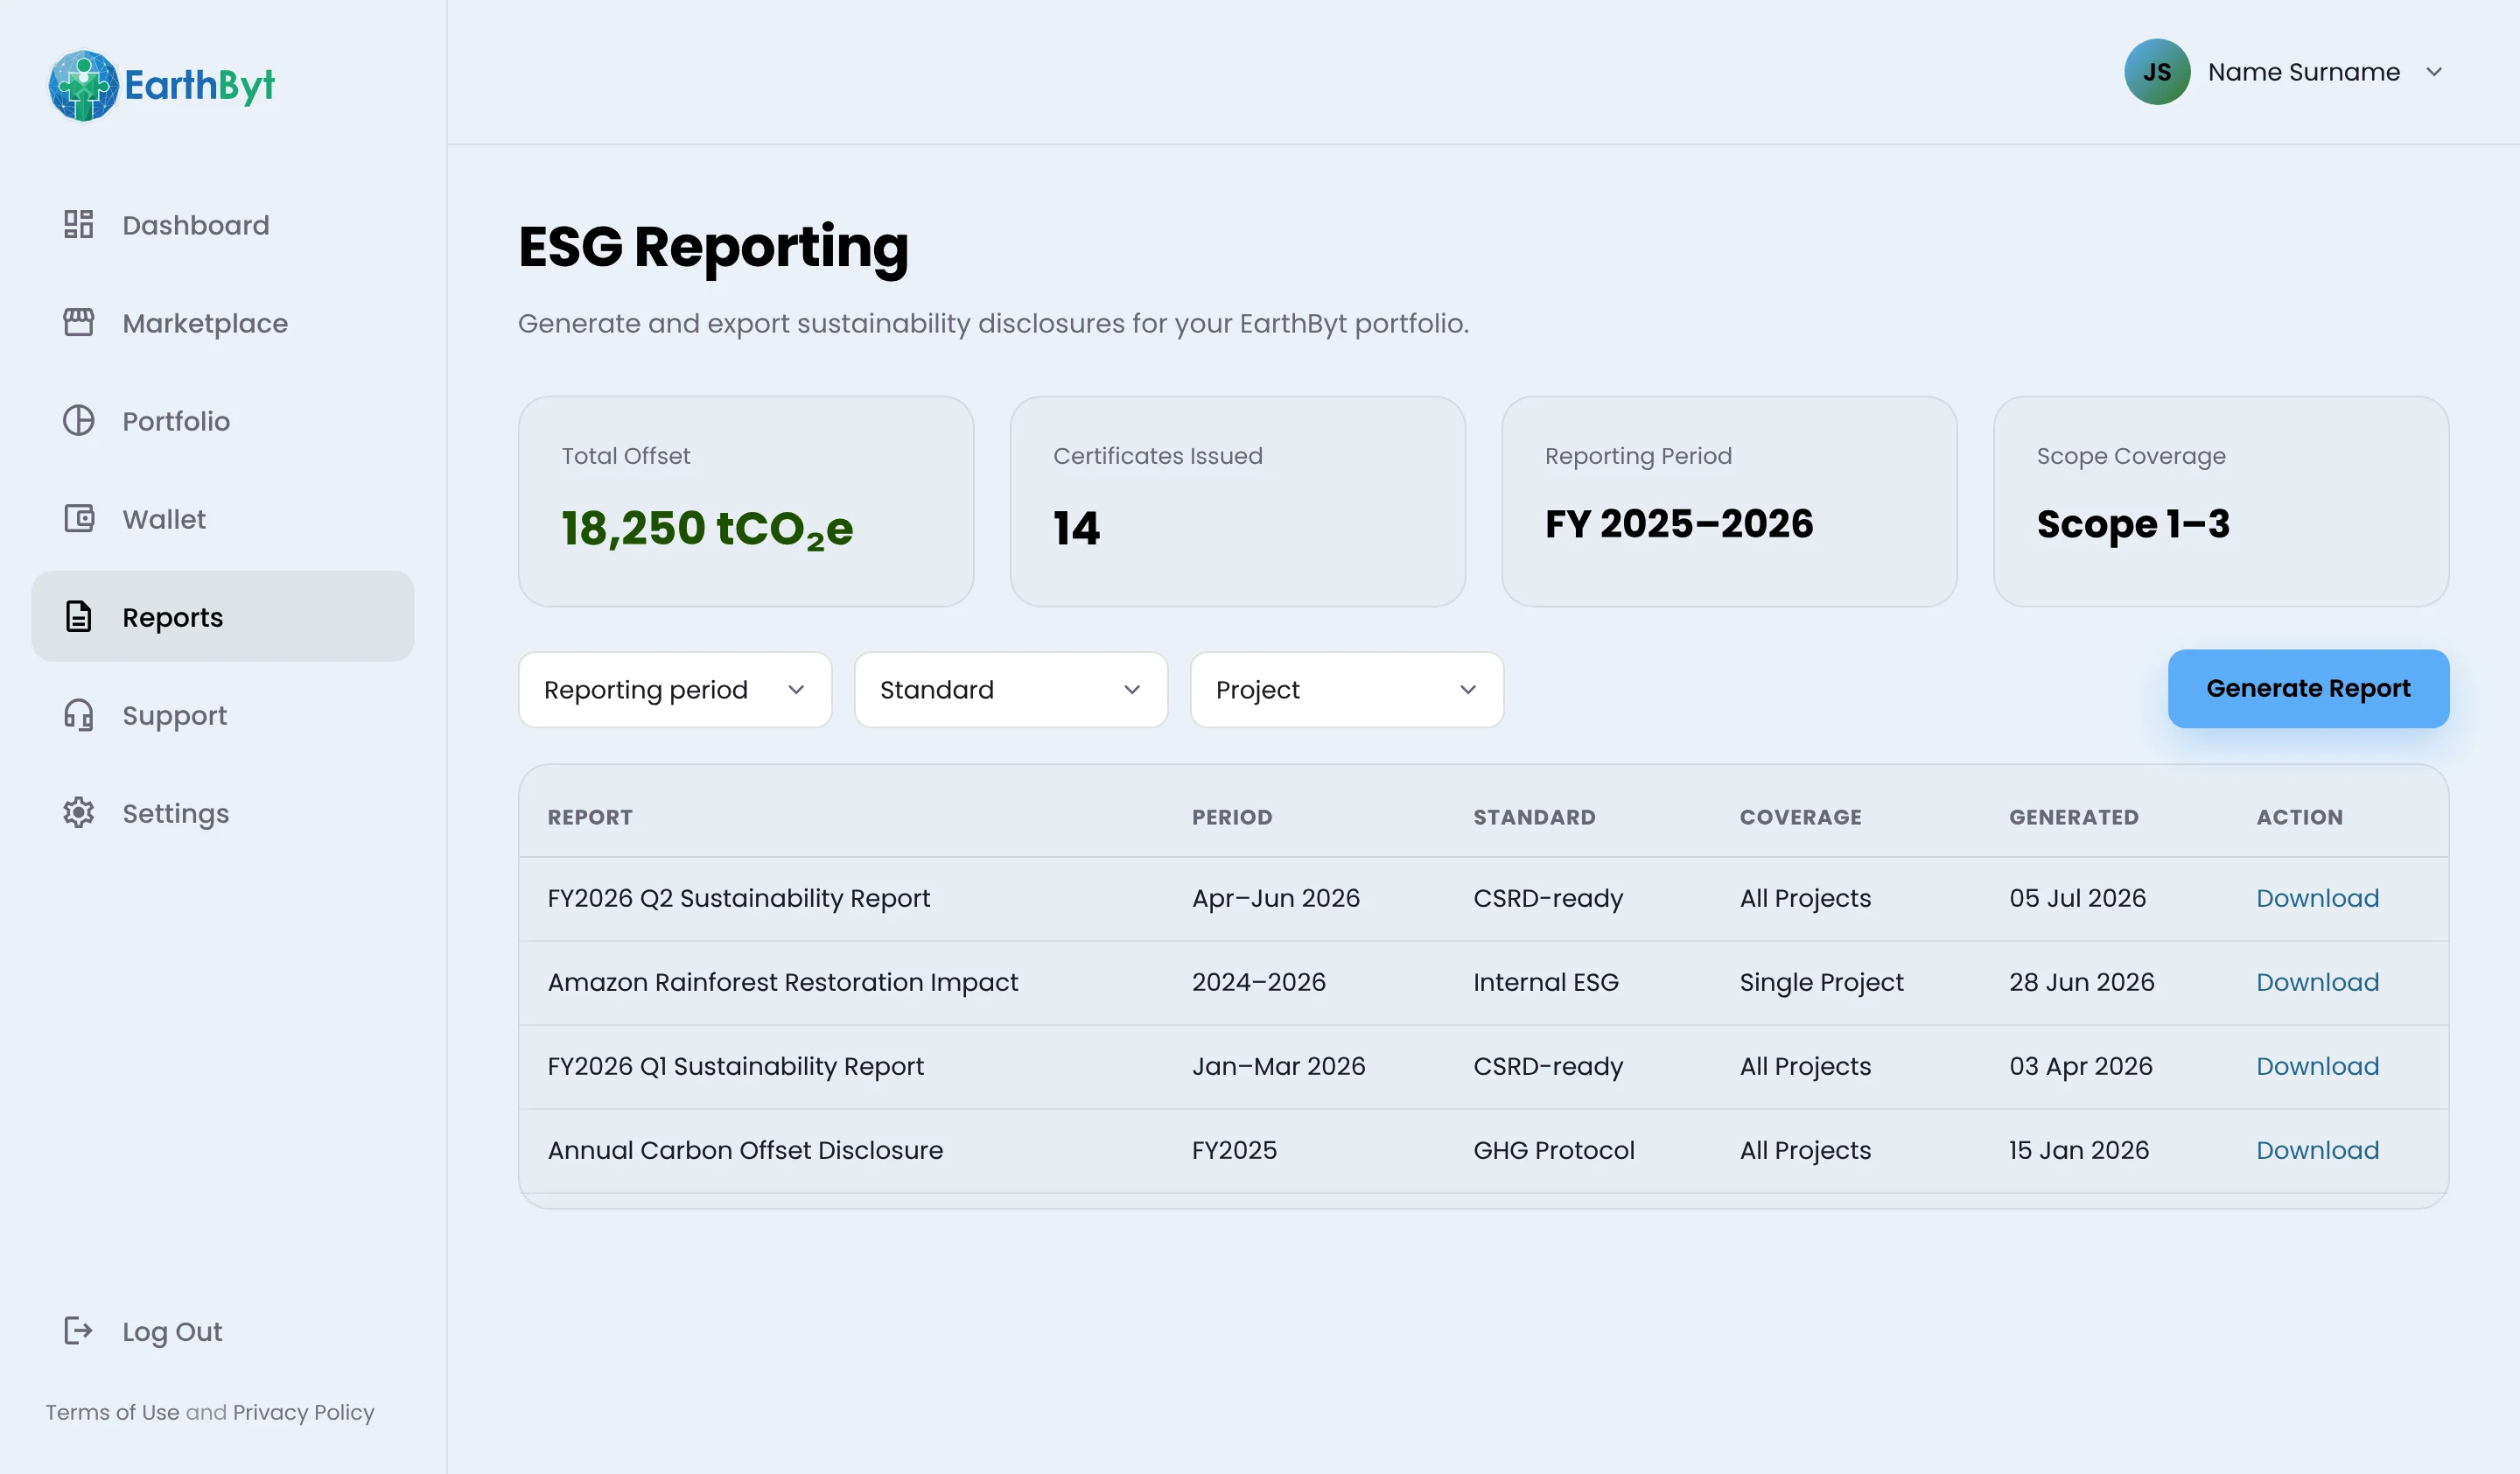 EarthByt
JS
Name Surname
Dashboard
Marketplace
Portfolio
Wallet
Reports
Support
Settings
Log Out
Terms of Use and Privacy Policy
ESG Reporting
Generate and export sustainability disclosures for your EarthByt portfolio.
Total Offset
18,250 tCO₂e
Certificates Issued
14
Reporting Period
FY 2025–2026
Scope Coverage
Scope 1–3
Reporting period
Standard
Project
Generate Report
REPORT PERIOD STANDARD COVERAGE GENERATED ACTION
FY2026 Q2 Sustainability Report Apr–Jun 2026 CSRD-ready All Projects 05 Jul 2026 Download
Amazon Rainforest Restoration Impact 2024–2026 Internal ESG Single Project 28 Jun 2026 Download
FY2026 Q1 Sustainability Report Jan–Mar 2026 CSRD-ready All Projects 03 Apr 2026 Download
Annual Carbon Offset Disclosure FY2025 GHG Protocol All Projects 15 Jan 2026 Download